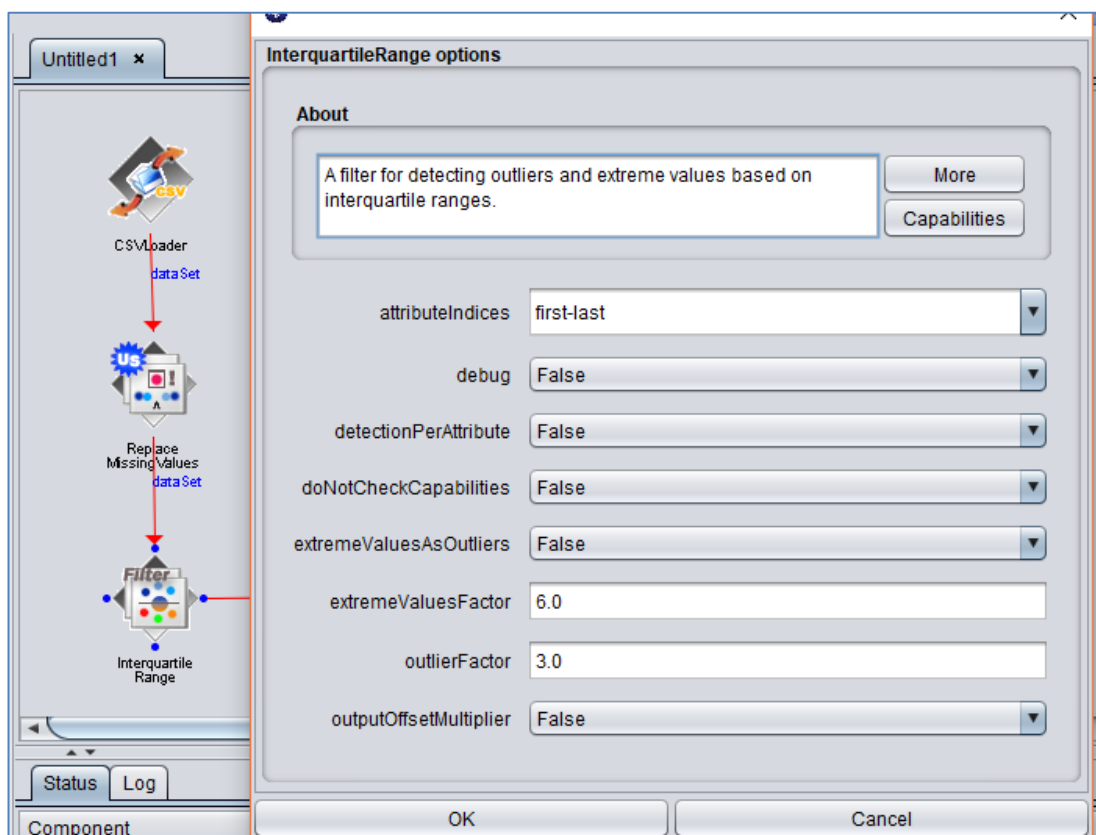 Untitled1
InterquartileRange options
About
A filter for detecting outliers and extreme values based on
interquartile ranges.
More
Capabilities
CSV
CSVLoader
dataSet
attributeIndices first-last
debug False
Us
detectionPerAttribute False
Replace
MissingValues
dataSet
doNotCheckCapabilities False
extremeValuesAsOutliers False
Filter
extremeValuesFactor 6.0
Interquartile
Range
outlierFactor 3.0
outputOffsetMultiplier False
Status Log
Component
OK Cancel